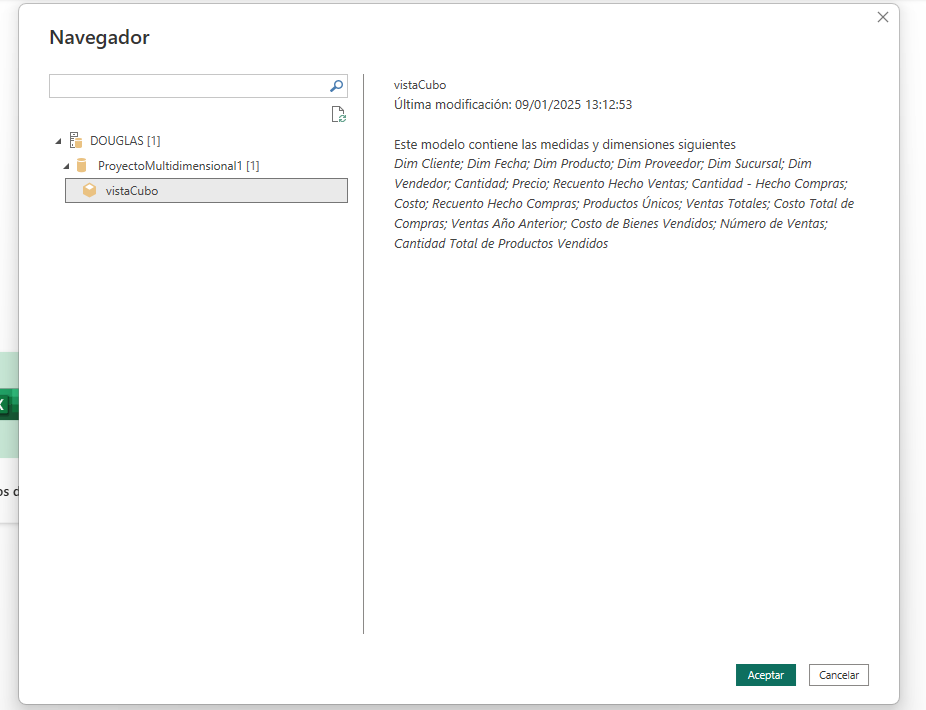 Navegador
DOUGLAS [1]
ProyectoMultidimensional1 [1]
vistaCubo
vistaCubo
Última modificación: 09/01/2025 13:12:53
Este modelo contiene las medidas y dimensiones siguientes
Dim Cliente; Dim Fecha; Dim Producto; Dim Proveedor; Dim Sucursal; Dim
Vendedor; Cantidad; Precio; Recuento Hecho Ventas; Cantidad - Hecho Compras;
Costo; Recuento Hecho Compras; Productos Únicos; Ventas Totales; Costo Total de
Compras; Ventas Año Anterior; Costo de Bienes Vendidos; Número de Ventas;
Cantidad Total de Productos Vendidos
os d
Aceptar
Cancelar